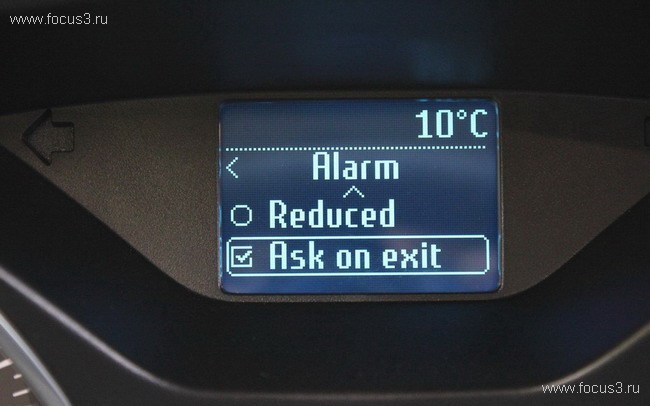 www.focus3.ru
10°C
Alarm
Reduced
Ask on exit
www.focus3.ru